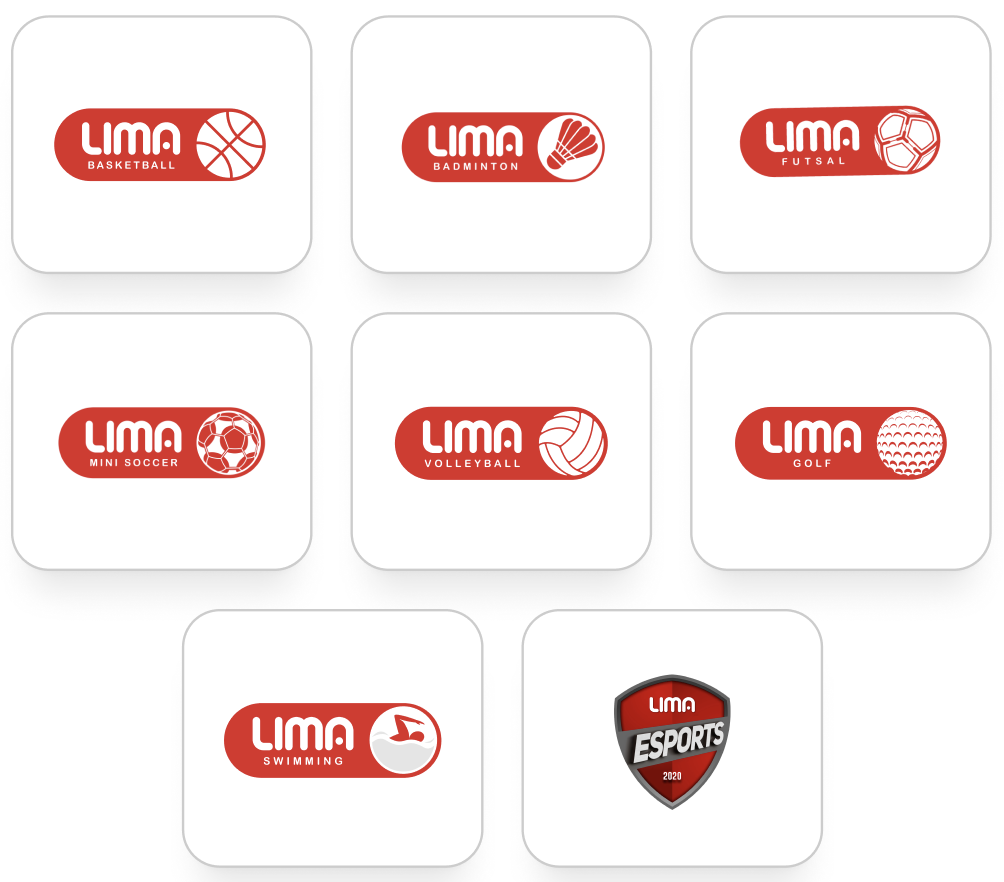 LIMA
BASKETBALL
LIMA
BADMINTON
LIMA
FUTSAL
LIMA
MINI SOCCER
LIMA
VOLLEYBALL
LIMA
GOLF
LIMA
SWIMMING
LIMA
ESPORTS
2020